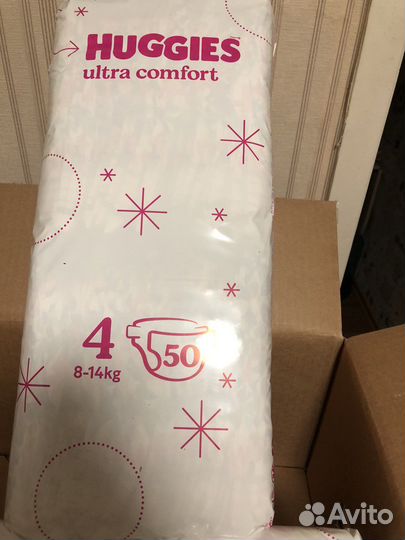 HUGGIES
ultra comfort
4 50
8-14kg
Avito